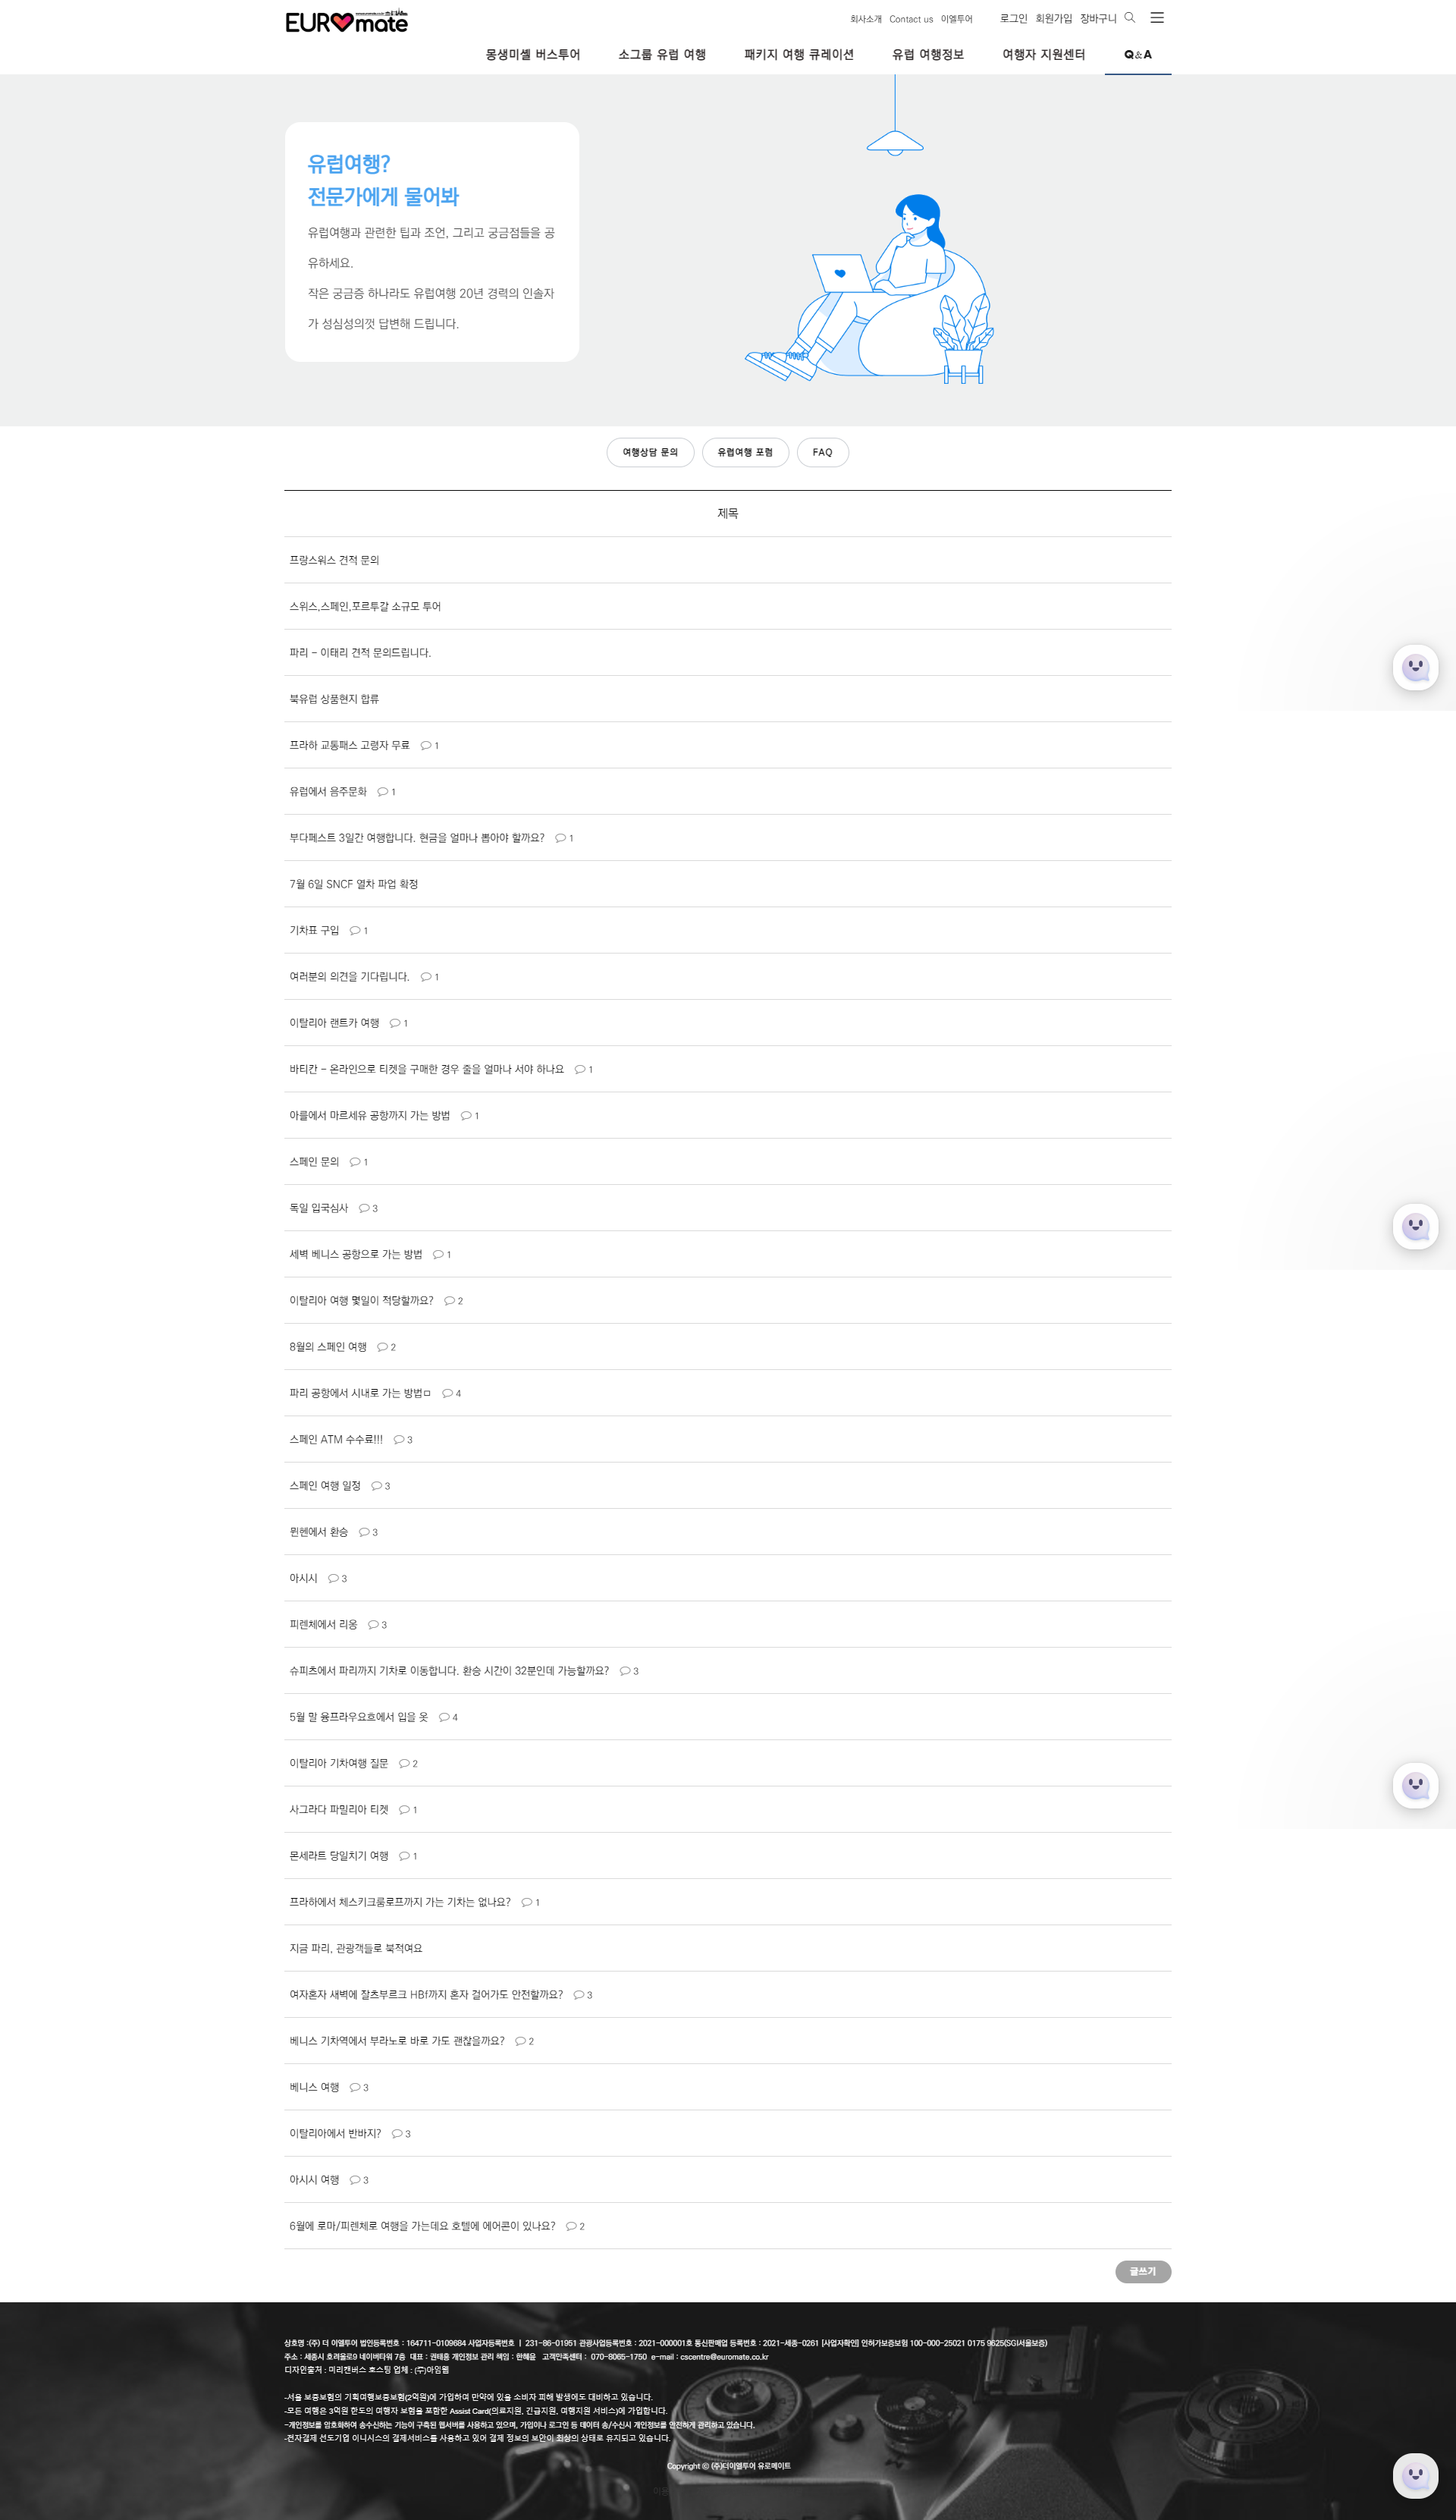 EUROmate
회사소개 Contact us 이엘투어 로그인 회원가입 장바구니
몽생미셸 버스투어 소그룹 유럽 여행 패키지 여행 큐레이션 유럽 여행정보 여행자 지원센터 Q&A
유럽여행?
전문가에게 물어봐
유럽여행과 관련한 팁과 조언, 그리고 궁금점들을 공
유하세요.
작은 궁금증 하나라도 유럽여행 20년 경력의 인솔자
가 성심성의껏 답변해 드립니다.
여행상담 문의 유럽여행 포럼 FAQ
제목
프랑스워스 견적 문의
스위스,스페인,포르투갈 소규모 투어
파리 - 이태리 견적 문의드립니다.
북유럽 상품현지 합류
프라하 교통패스 고령자 무료 1
유럽에서 음주문화 1
부다페스트 3일간 여행합니다. 현금을 얼마나 뽑아야 할까요? 1
7월 6일 SNCF 열차 파업 확정
기차표 구입 1
여러분의 의견을 기다립니다. 1
이탈리아 랜트카 여행 1
바티칸 - 온라인으로 티켓을 구매한 경우 줄을 얼마나 서야 하나요 1
아를에서 마르세유 공항까지 가는 방법 1
스페인 문의 1
독일 입국심사 3
세벽 베니스 공항으로 가는 방법 1
이탈리아 여행 몇일이 적당할까요? 2
8월의 스페인 여행 2
파리 공항에서 시내로 가는 방법ㅁ 4
스페인 ATM 수수료!!! 3
스페인 여행 일정 3
뮌헨에서 환승 3
아시시 3
피렌체에서 리옹 3
슈피츠에서 파리까지 기차로 이동합니다. 환승 시간이 32분인데 가능할까요? 3
5월 말 융프라우요흐에서 입을 옷 4
이탈리아 기차여행 질문 2
사그라다 파밀리아 티켓 1
몬세라트 당일치기 여행 1
프라하에서 체스키크룸로프까지 가는 기차는 없나요? 1
지금 파리, 관광객들로 북적여요
여자혼자 새벽에 잘츠부르크 HBf까지 혼자 걸어가도 안전할까요? 3
베니스 기차역에서 부라노로 바로 가도 괜찮을까요? 2
베니스 여행 3
이탈리아에서 반바지? 3
아시시 여행 3
6월에 로마/피렌체로 여행을 가는데요 호텔에 에어콘이 있나요? 2
글쓰기
상호명 :(주) 더 이엘투어 법인등록번호 : 164711-0109684 사업자등록번호 | 231-86-01951 관광사업등록번호 : 2021-000001호 통신판매업 등록번호 : 2021-세종-0261 [사업자확인] 인허가보증보험 100-000-25021 0175 9625(SGI서울보증)
주소 : 세종시 호려울로9 네이버타워 7층 대표 : 권태흥 개인정보 관리 책임 : 한혜윤 고객만족센터 : 070-8065-1750 e-mail : cscentre@euromate.co.kr
디자인출처 : 미리캔버스 호스팅 업체 : (주)아임웹
-서울 보증보험의 기획여행보증보험(2억원)에 가입하여 만약에 있을 소비자 피해 발생에도 대비하고 있습니다.
-모든 여행은 3억원 한도의 여행자 보험을 포함한 Assist Card(의료지원, 긴급지원, 여행지원 서비스)에 가입합니다.
-개인정보를 암호화하여 송수신하는 기능이 구축된 웹서버를 사용하고 있으며, 가입이나 로그인 등 데이터 송/수신시 개인정보를 안전하게 관리하고 있습니다.
-전자결제 선도기업 이니시스의 결제서비스를 사용하고 있어 결제 정보의 보안이 최상의 상태로 유지되고 있습니다.
Copyright ⓒ (주)더이엘투어 유로메이트